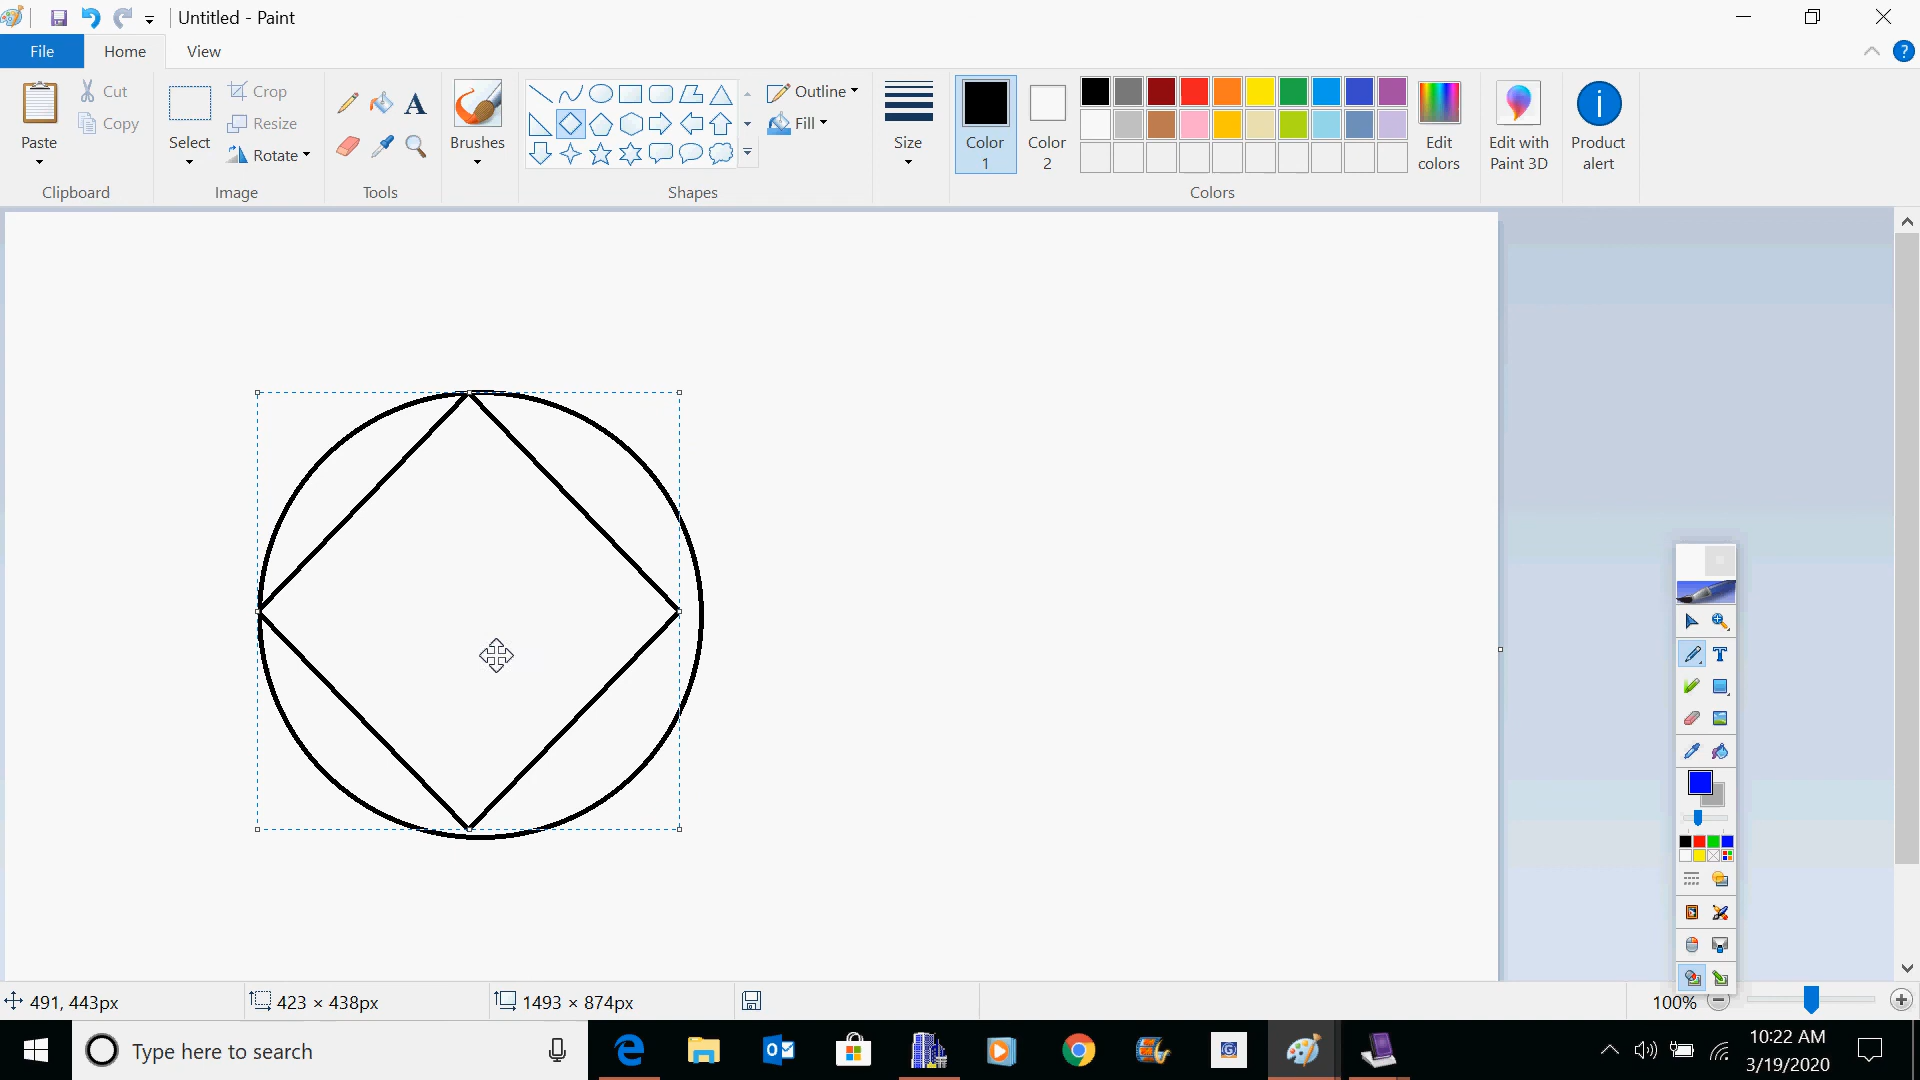 Untitled - Paint
File Home View
Paste
Cut
Copy
Clipboard
Select
Crop
Resize
Rotate
Image
A
Tools
Brushes
Shapes
Outline
Fill
Size
Color 1
Color 2
Colors
Edit colors
Edit with Paint 3D
Product alert
T
491, 443px 423 × 438px 1493 × 874px 100%
Type here to search
10:22 AM
3/19/2020